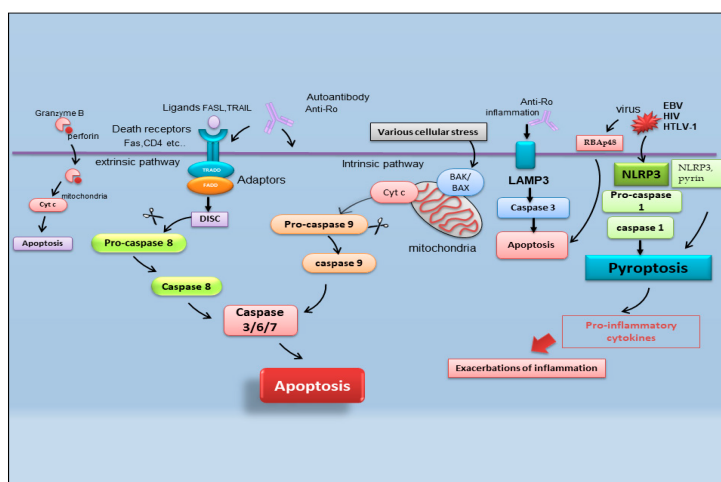 Granzyme B
perforin
mitochondria
Cyt c
Apoptosis
Ligands FASL,TRAIL
Death receptors
Fas,CD4 etc..
extrinsic pathway
TRADD
FADD
Adaptors
DISC
Pro-caspase 8
Caspase 8
Autoantibody
Anti-Ro
Various cellular stress
Intrinsic pathway
BAK/
BAX
Cyt c
Pro-caspase 9
mitochondria
caspase 9
Caspase
3/6/7
Apoptosis
Anti-Ro
inflammation
LAMP3
Caspase 3
Apoptosis
virus
EBV
HIV
HTLV-1
RBAp48
NLRP3
NLRP3,
pyrin
Pro-caspase
1
caspase 1
Pyroptosis
Pro-inflammatory
cytokines
Exacerbations of inflammation